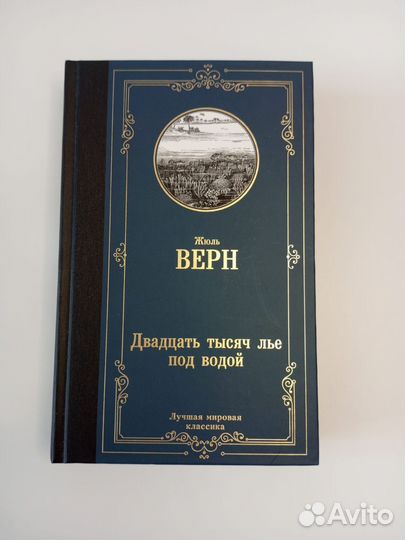 Жюль
ВЕРН
Двадцать тысяч лье
под водой
Лучшая мировая
классика
Avito